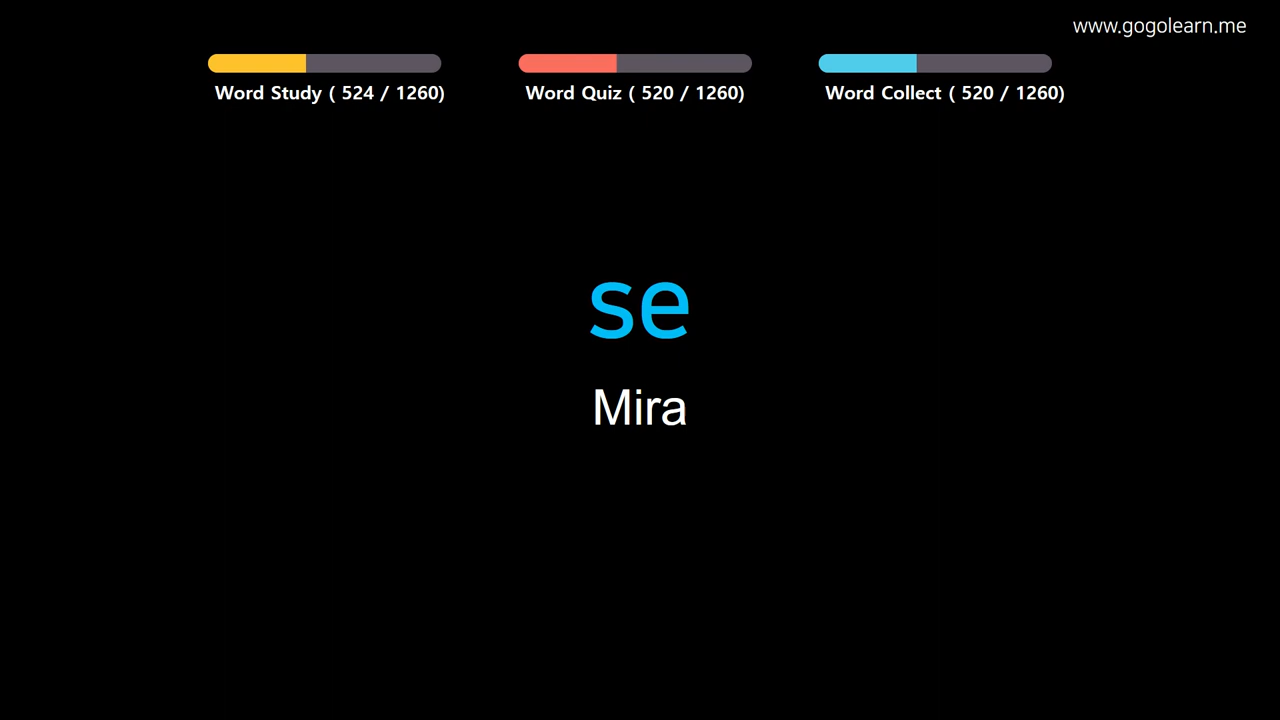 www.gogolearn.me
Word Study ( 524 / 1260)
Word Quiz ( 520 / 1260)
Word Collect ( 520 / 1260)
se
Mira